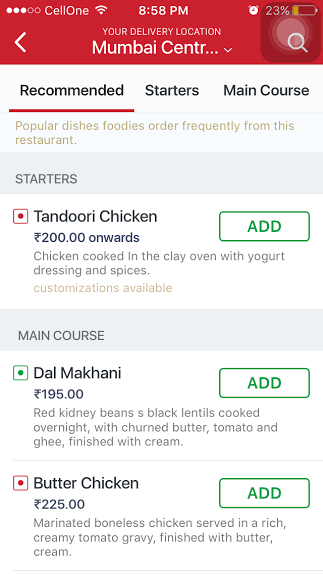 CellOne 8:58 PM 23%
YOUR DELIVERY LOCATION
Mumbai Centr...
Recommended Starters Main Course
Popular dishes foodies order frequently from this
restaurant.
STARTERS
Tandoori Chicken
ADD
₹200.00 onwards
Chicken cooked In the clay oven with yogurt
dressing and spices.
customizations available
MAIN COURSE
Dal Makhani
ADD
₹195.00
Red kidney beans s black lentils cooked
overnight, with churned butter, tomato and
ghee, finished with cream.
Butter Chicken
ADD
₹225.00
Marinated boneless chicken served in a rich,
creamy tomato gravy, finished with butter,
cream.